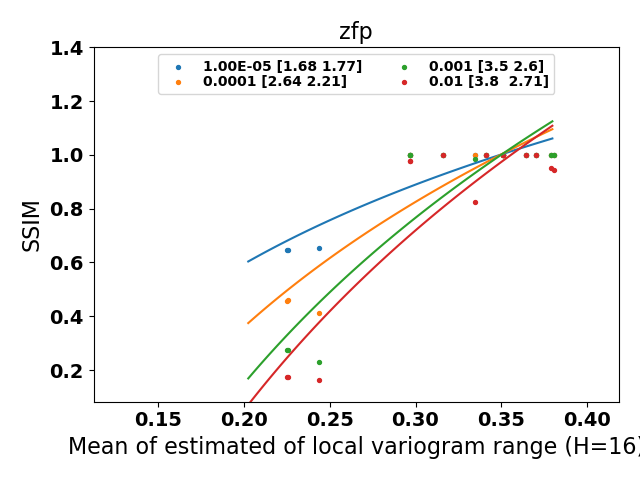 zfp
1.00E-05 [1.68 1.77]
0.0001 [2.64 2.21]
0.001 [3.5 2.6]
0.01 [3.8  2.71]
SSIM
1.4
1.2
1.0
0.8
0.6
0.4
0.2
0.15 0.20 0.25 0.30 0.35 0.40
Mean of estimated of local variogram range (H=16)